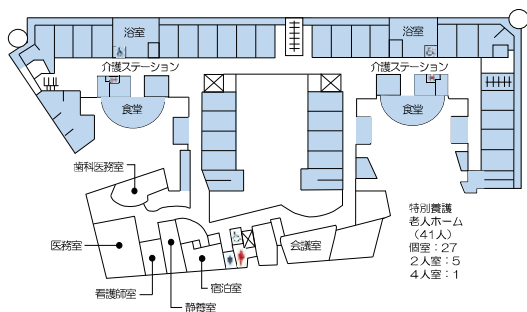 浴室
浴室
介護ステーション
介護ステーション
食堂
食堂
歯科医務室
医務室
看護師室
静養室
宿泊室
会議室
特別養護
老人ホーム
(41人)
個室:27
2人室:5
4人室:1